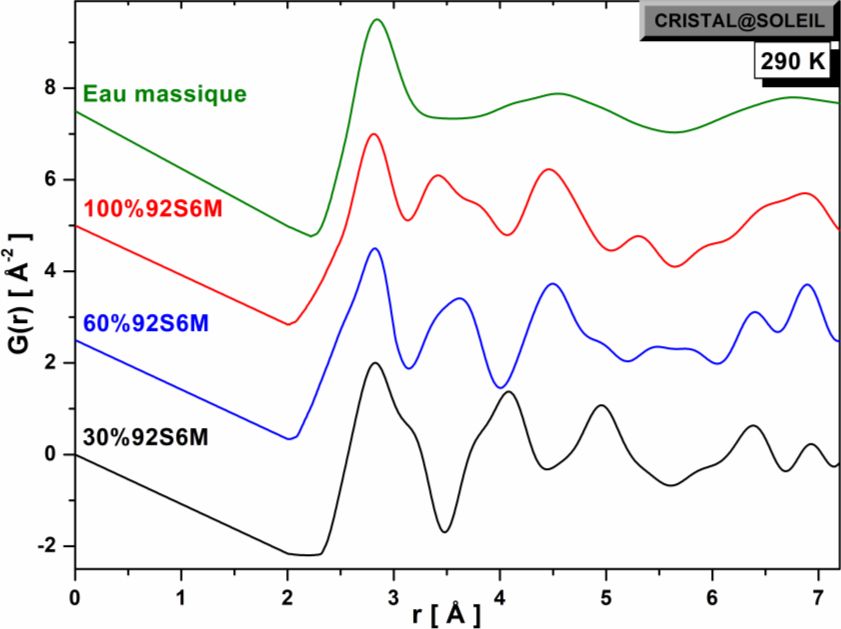 CRISTAL@SOLEIL
290 K
Eau massique
100%92S6M
60%92S6M
30%92S6M
G(r) [ Å⁻² ]
8
6
4
2
0
-2
0 1 2 3 4 5 6 7
r [ Å ]